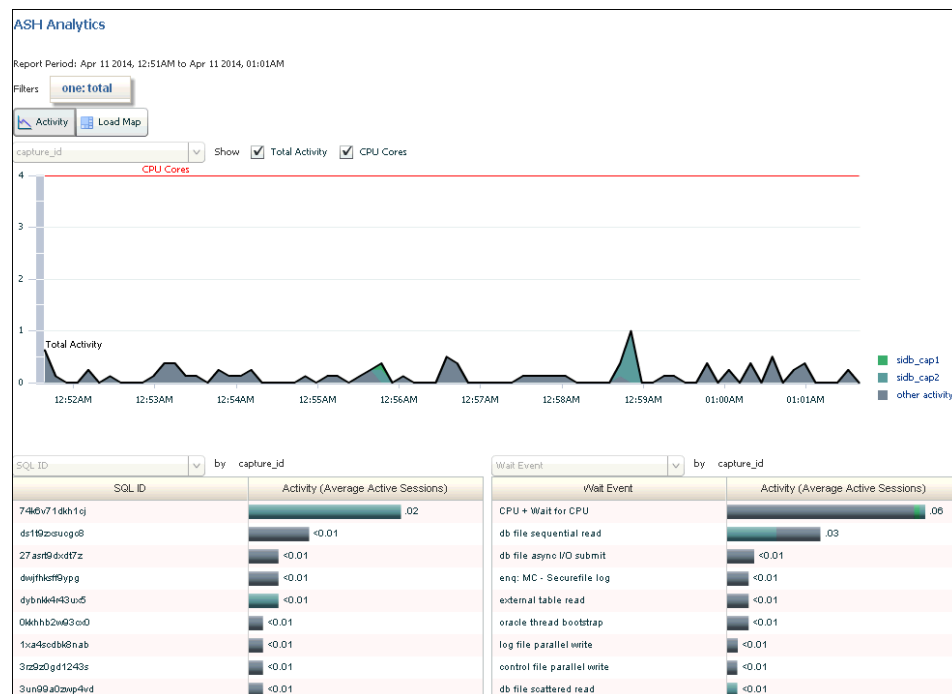 ASH Analytics
Report Period: Apr 11 2014, 12:51AM to Apr 11 2014, 01:01AM
Filters one: total
Activity Load Map
capture_id Show Total Activity CPU Cores
CPU Cores
4
3
2
1
Total Activity
0
12:52AM 12:53AM 12:54AM 12:55AM 12:56AM 12:57AM 12:58AM 12:59AM 01:00AM 01:01AM
sidb_cap1
sidb_cap2
other activity
SQL ID by capture_id
SQL ID Activity (Average Active Sessions)
74k6v71dkh1cj .02
<0.01
27asrt9dxdt7z <0.01
dwjfhksff9ypg <0.01
dybnkk4r43ux5 <0.01
0kkhhb2w93cx0 <0.01
1xa4scdbk8nab <0.01
3rz9z0gd1243s <0.01
3un99a0zwp4vd <0.01
Wait Event by capture_id
Wait Event Activity (Average Active Sessions)
CPU + Wait for CPU .06
db file sequential read .03
db file async I/O submit <0.01
enq: MC - Securefile log <0.01
external table read <0.01
oracle thread bootstrap <0.01
log file parallel write <0.01
control file parallel write <0.01
db file scattered read <0.01